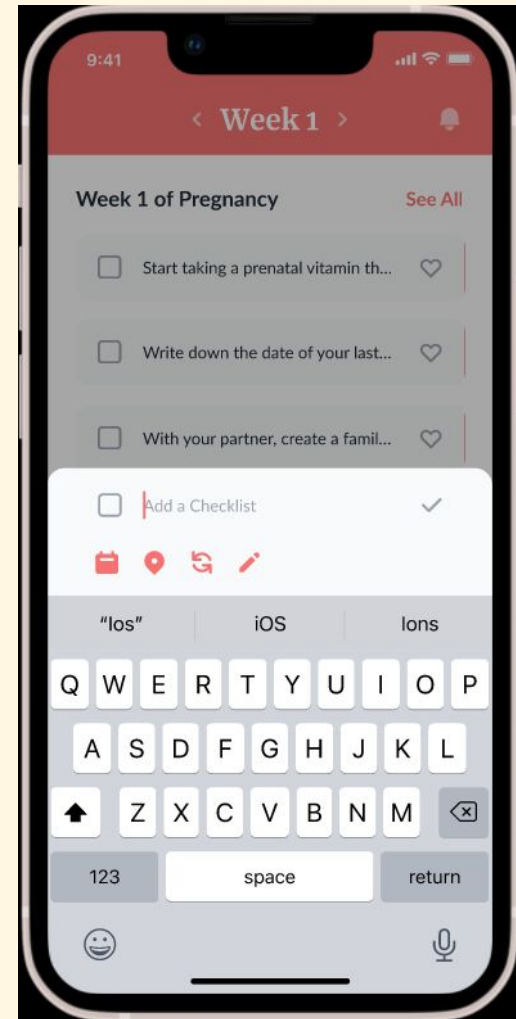 9:41
< Week 1 >
Week 1 of Pregnancy See All
Start taking a prenatal vitamin th...
Write down the date of your last...
With your partner, create a famil...
Add a Checklist
"Ios" iOS Ions
Q W E R T Y U I O P
A S D F G H J K L
Z X C V B N M
123 space return